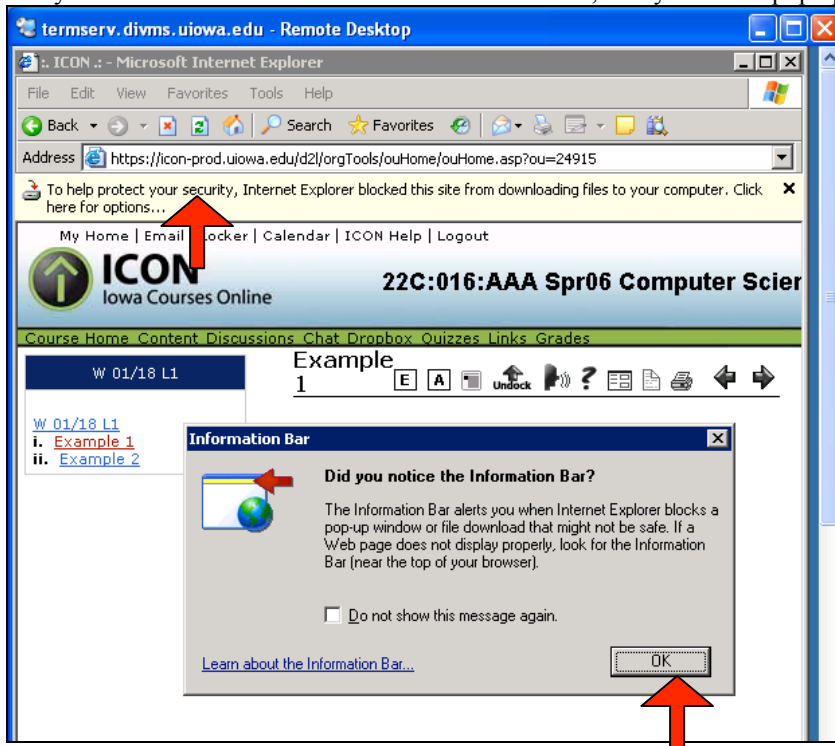 termserv.divms.uiowa.edu - Remote Desktop
:. ICON .: - Microsoft Internet Explorer
File Edit View Favorites Tools Help
Back Search Favorites
Address https://icon-prod.uiowa.edu/d2l/orgTools/ouHome/ouHome.asp?ou=24915
To help protect your security, Internet Explorer blocked this site from downloading files to your computer. Click
here for options...
My Home | Email | Locker | Calendar | ICON Help | Logout
ICON
Iowa Courses Online
22C:016:AAA Spr06 Computer Scien
Course Home Content Discussions Chat Dropbox Quizzes Links Grades
W 01/18 L1
Example
1
E A Undock ?
W 01/18 L1
i. Example 1
ii. Example 2
Information Bar
Did you notice the Information Bar?
The Information Bar alerts you when Internet Explorer blocks a
pop-up window or file download that might not be safe. If a
Web page does not display properly, look for the Information
Bar (near the top of your browser).
Do not show this message again.
Learn about the Information Bar...
OK